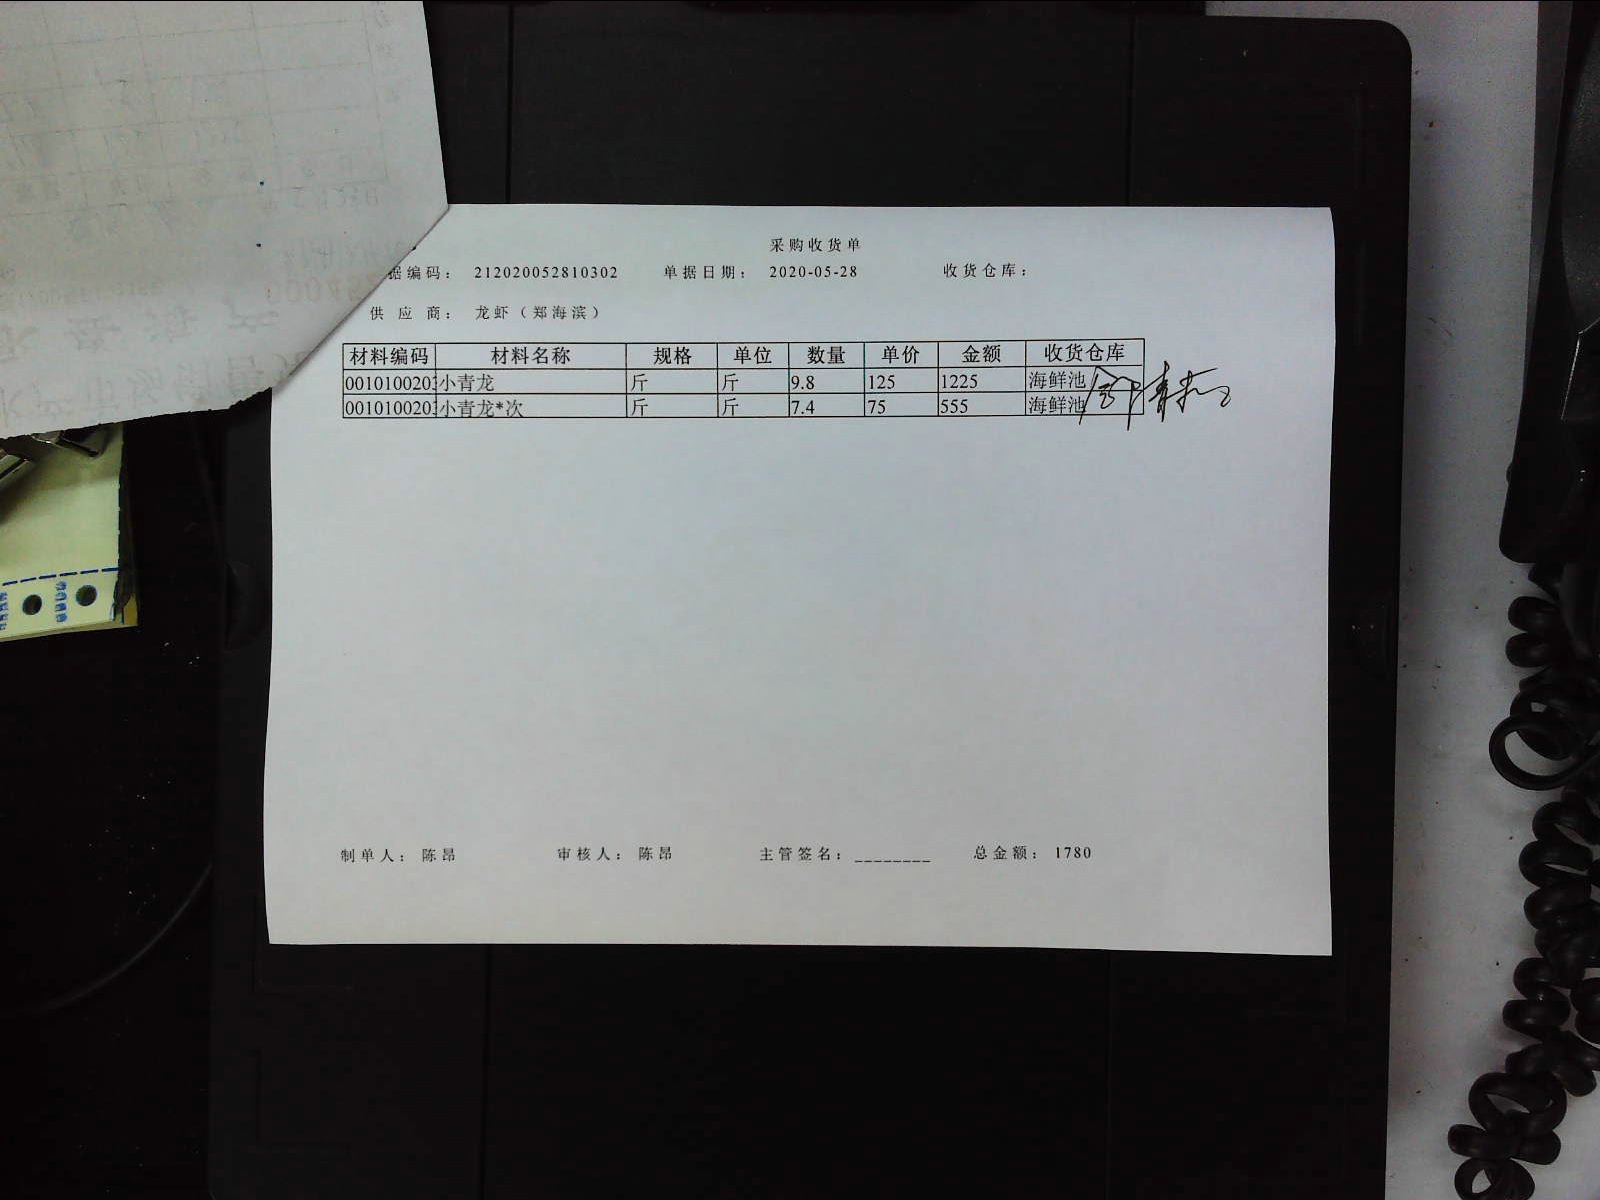 采购收货单
据编码： 212020052810302 单据日期： 2020-05-28 收货仓库：
供应商： 龙虾（郑海滨）
材料编码 材料名称 规格 单位 数量 单价 金额 收货仓库
0010100203 小青龙 斤 斤 9.8 125 1225 海鲜池
0010100203 小青龙*次 斤 斤 7.4 75 555 海鲜池
制单人： 陈昂 审核人： 陈昂 主管签名：________ 总金额： 1780